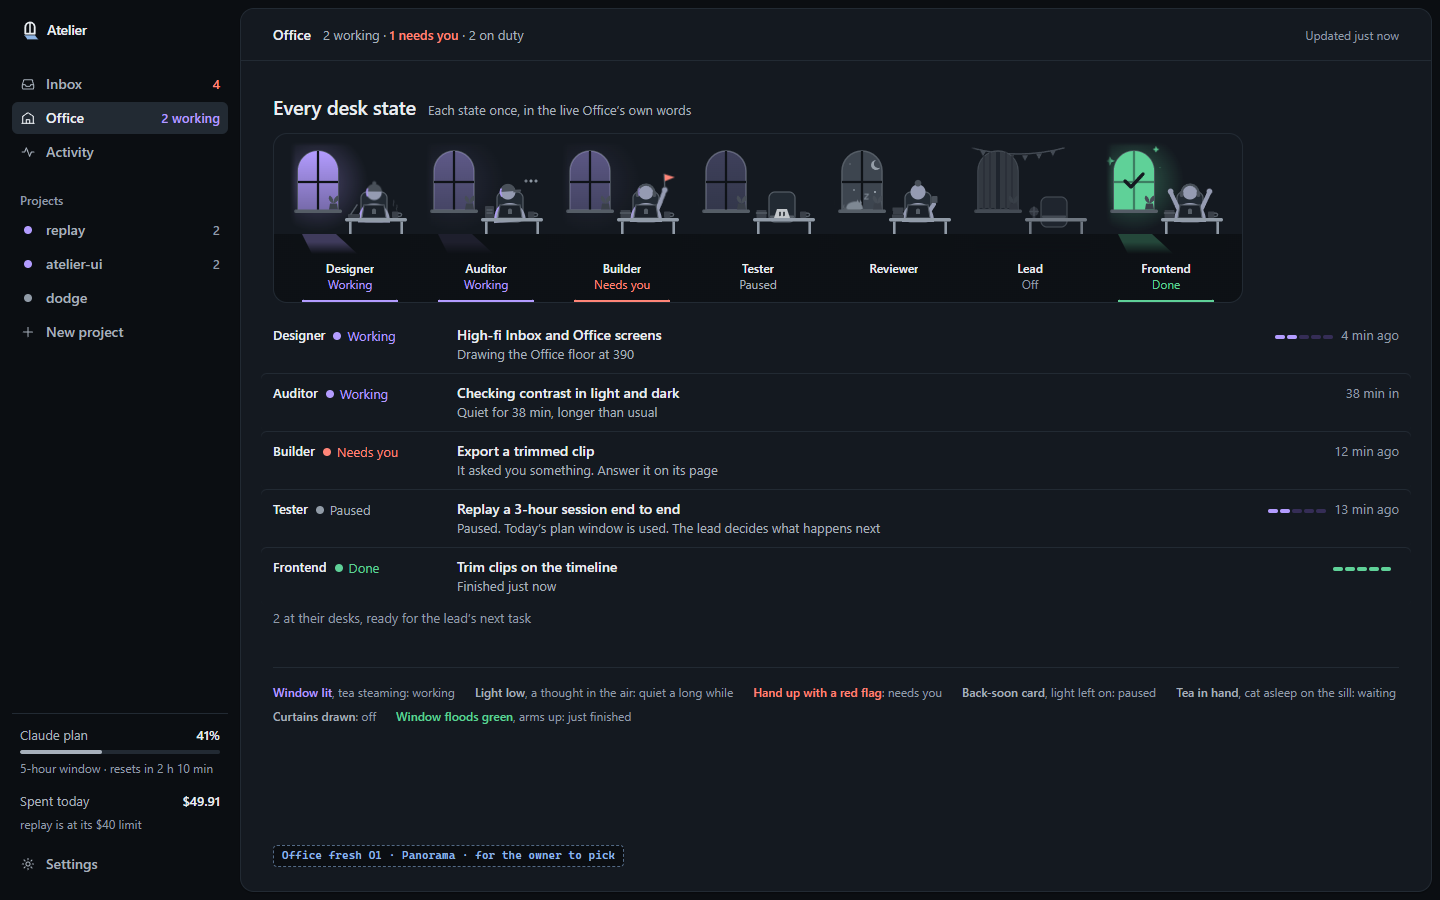 Atelier
Inbox 4
Office 2 working
Activity
Projects
replay 2
atelier-ui 2
dodge
New project
Claude plan 41%
5-hour window · resets in 2 h 10 min
Spent today $49.91
replay is at its $40 limit
Settings
Office 2 working · 1 needs you · 2 on duty Updated just now
Every desk state Each state once, in the live Office's own words
Designer Auditor Builder Tester Reviewer Lead Frontend
Working Working Needs you Paused Off Done
Designer Working High-fi Inbox and Office screens 4 min ago
Drawing the Office floor at 390
Auditor Working Checking contrast in light and dark 38 min in
Quiet for 38 min, longer than usual
Builder Needs you Export a trimmed clip 12 min ago
It asked you something. Answer it on its page
Tester Paused Replay a 3-hour session end to end 13 min ago
Paused. Today's plan window is used. The lead decides what happens next
Frontend Done Trim clips on the timeline
Finished just now
2 at their desks, ready for the lead's next task
Window lit, tea steaming: working Light low, a thought in the air: quiet a long while Hand up with a red flag: needs you Back-soon card, light left on: paused Tea in hand, cat asleep on the sill: waiting
Curtains drawn: off Window floods green, arms up: just finished
Office fresh O1 · Panorama · for the owner to pick